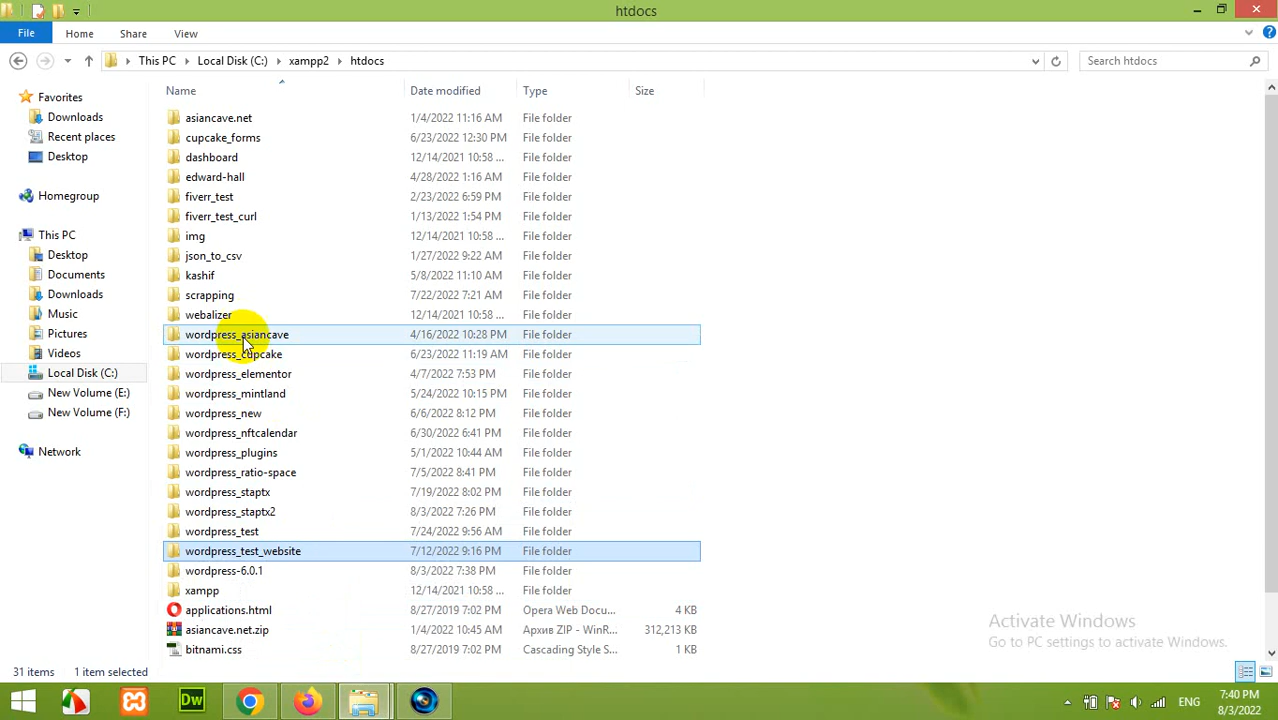 htdocs
File Home Share View
This PC Local Disk (C:) xampp2 htdocs Search htdocs
Name Date modified Type Size
Favorites
Downloads
Recent places
Desktop
Homegroup
This PC
Desktop
Documents
Downloads
Music
Pictures
Videos
Local Disk (C:)
New Volume (E:)
New Volume (F:)
Network
asiancave.net 1/4/2022 11:16 AM File folder
cupcake_forms 6/23/2022 12:30 PM File folder
dashboard 12/14/2021 10:58 ... File folder
edward-hall 4/28/2022 1:16 AM File folder
fiverr_test 2/23/2022 6:59 PM File folder
fiverr_test_curl 1/13/2022 1:54 PM File folder
img 12/14/2021 10:58 ... File folder
json_to_csv 1/27/2022 9:22 AM File folder
kashif 5/8/2022 11:10 AM File folder
scrapping 7/22/2022 7:21 AM File folder
webalizer 12/14/2021 10:58 ... File folder
wordpress_asiancave 4/16/2022 10:28 PM File folder
wordpress_cupcake 6/23/2022 11:19 AM File folder
wordpress_elementor 4/7/2022 7:53 PM File folder
wordpress_mintland 5/24/2022 10:15 PM File folder
wordpress_new 6/6/2022 8:12 PM File folder
wordpress_nftcalendar 6/30/2022 6:41 PM File folder
wordpress_plugins 5/1/2022 10:44 AM File folder
wordpress_ratio-space 7/5/2022 8:41 PM File folder
wordpress_staptx 7/19/2022 8:02 PM File folder
wordpress_staptx2 8/3/2022 7:26 PM File folder
wordpress_test 7/24/2022 9:56 AM File folder
wordpress_test_website 7/12/2022 9:16 PM File folder
wordpress-6.0.1 8/3/2022 7:38 PM File folder
xampp 12/14/2021 10:58 ... File folder
applications.html 8/27/2019 7:02 PM Opera Web Docu... 4 KB
asiancave.net.zip 1/4/2022 10:45 AM Архив ZIP - WinR... 312,213 KB
bitnami.css 8/27/2019 7:02 PM Cascading Style S... 1 KB
Activate Windows
Go to PC settings to activate Windows.
31 items 1 item selected
Dw
ENG
7:40 PM
8/3/2022